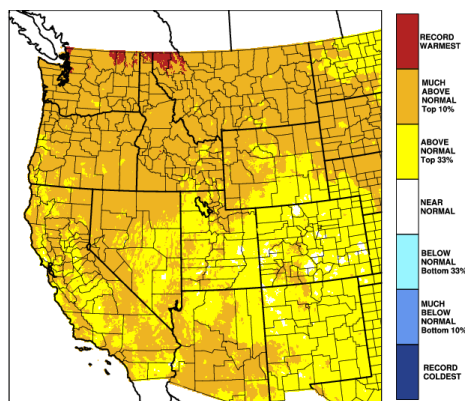 RECORD
WARMEST
MUCH
ABOVE
NORMAL
Top 10%
ABOVE
NORMAL
Top 33%
NEAR
NORMAL
BELOW
NORMAL
Bottom 33%
MUCH
BELOW
NORMAL
Bottom 10%
RECORD
COLDEST